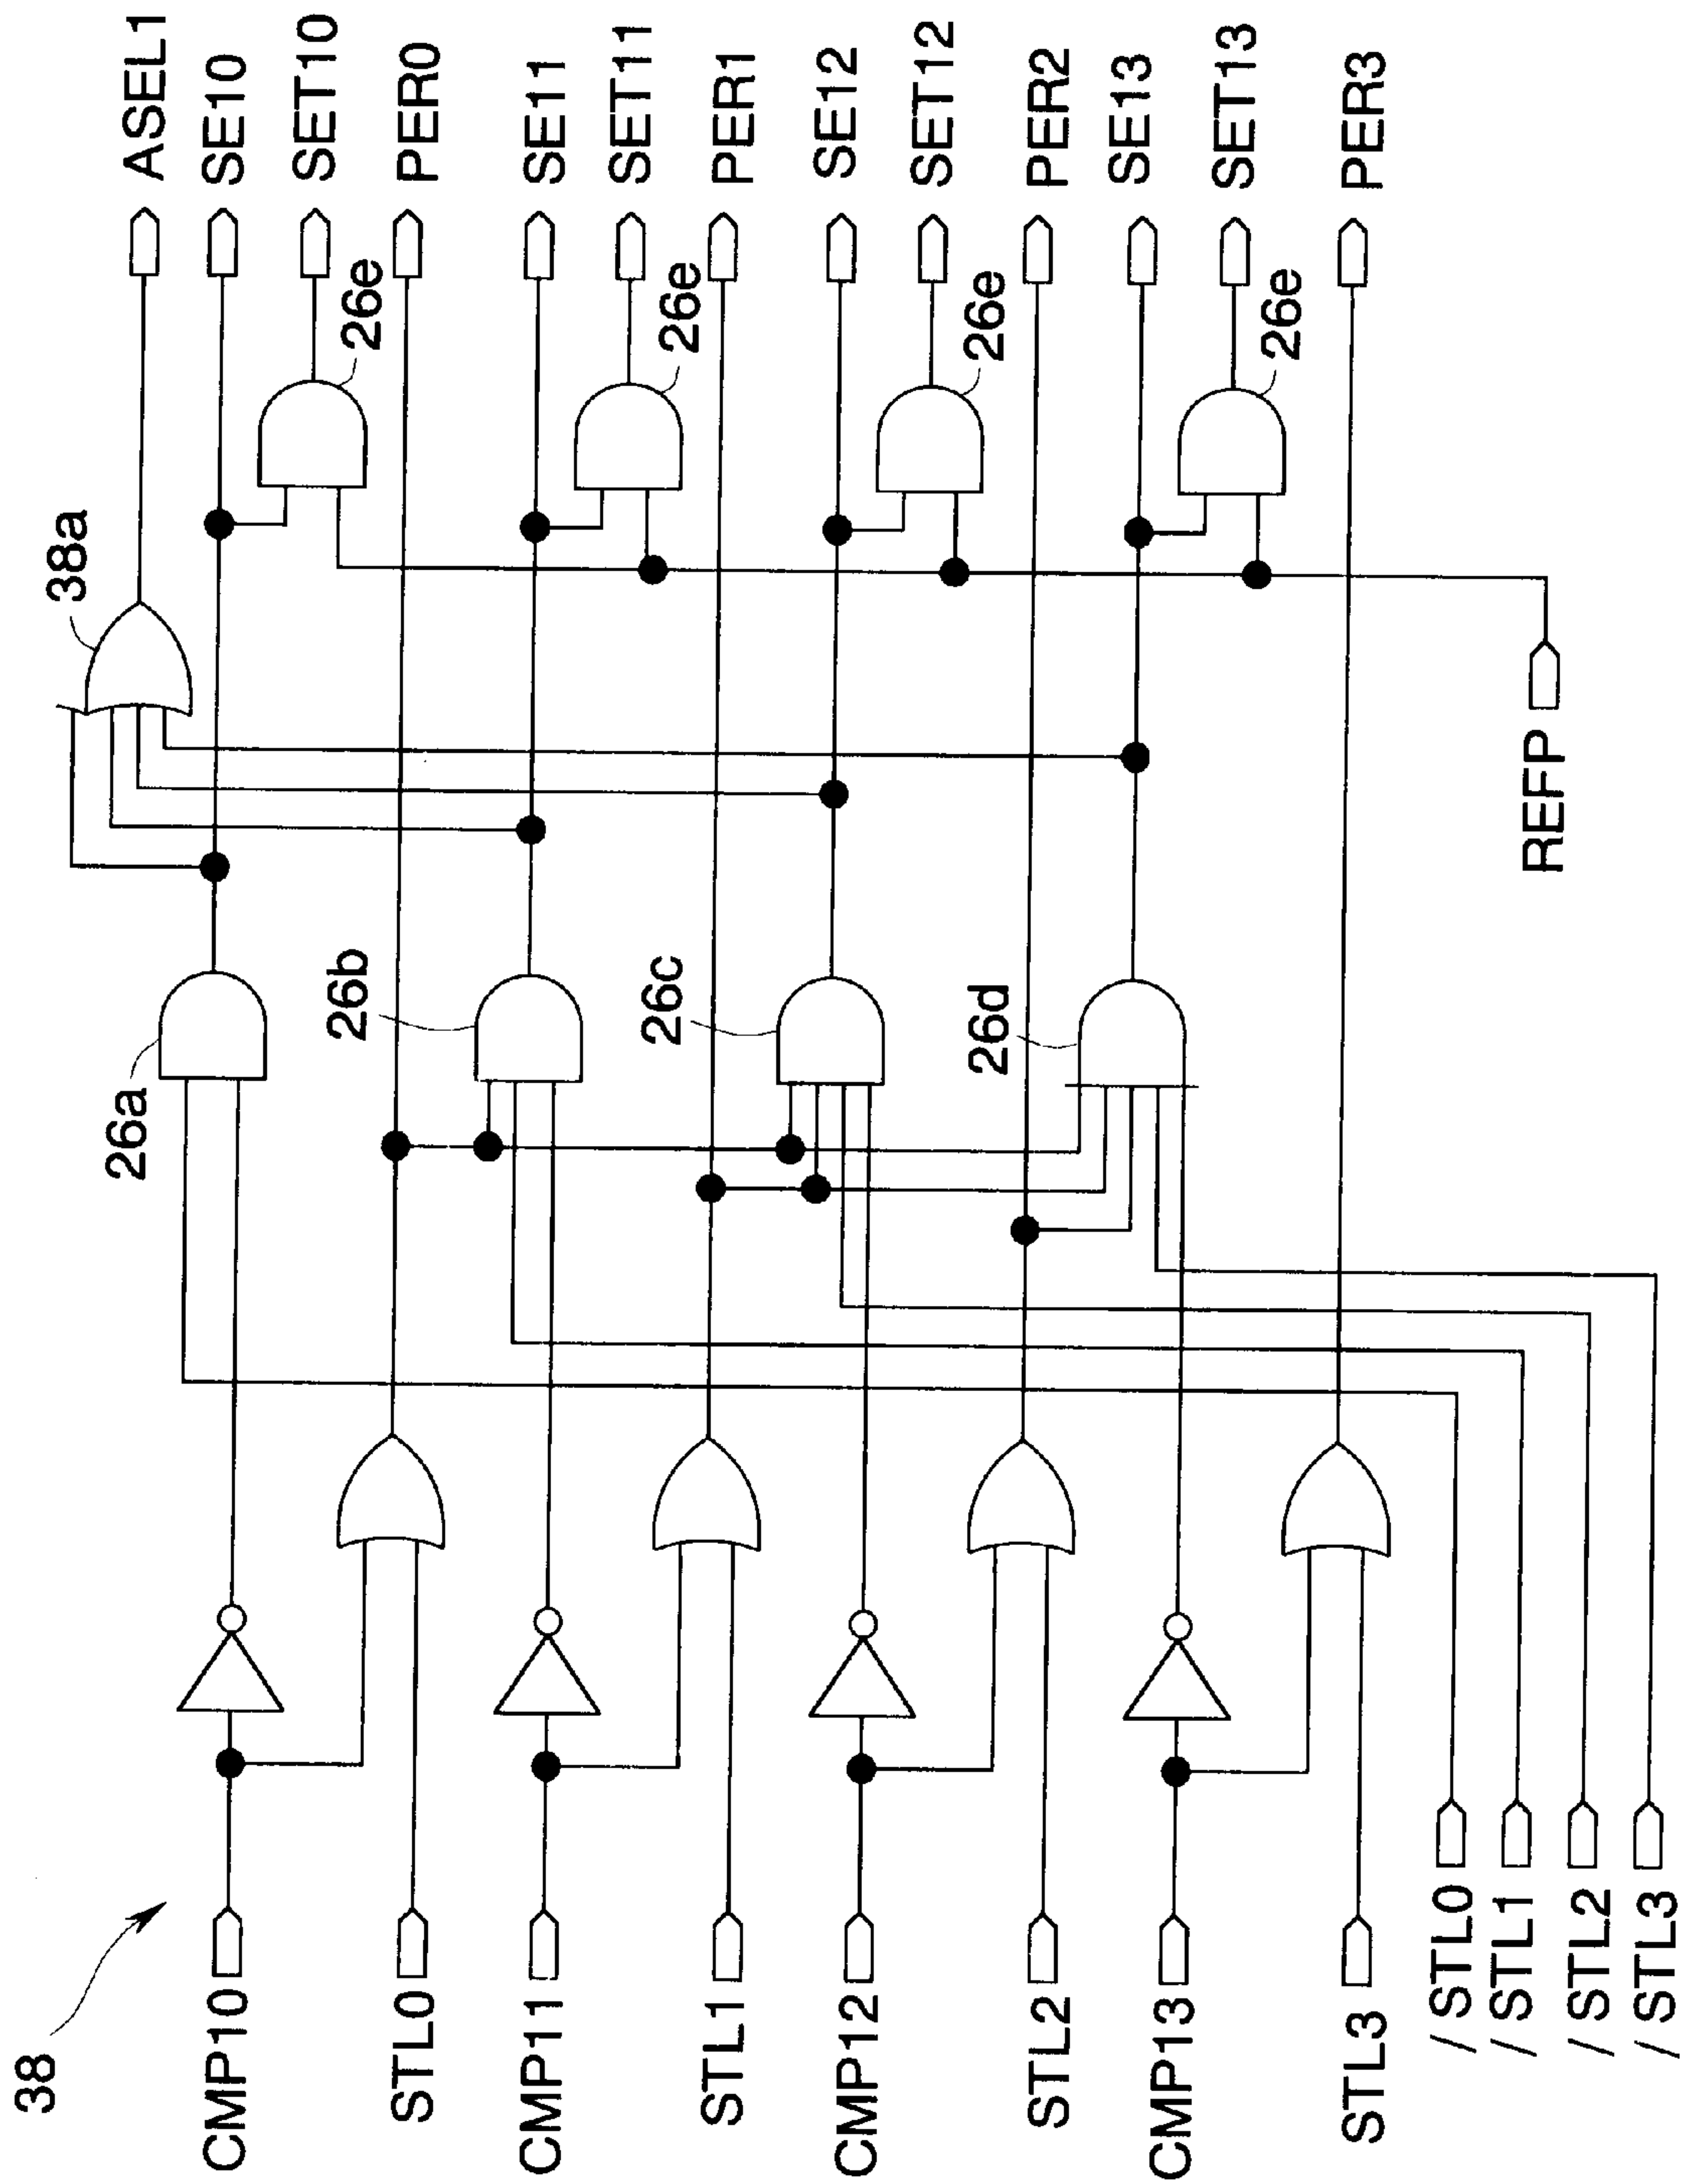 38
CMP10
STL0
CMP11
STL1
CMP12
STL2
CMP13
STL3
/STL0
/STL1
/STL2
/STL3
26a
26b
26c
26d
38a
REFP
26e
26e
26e
26e
ASEL1
SE10
SET10
PER0
SE11
SET11
PER1
SE12
SET12
PER2
SE13
SET13
PER3